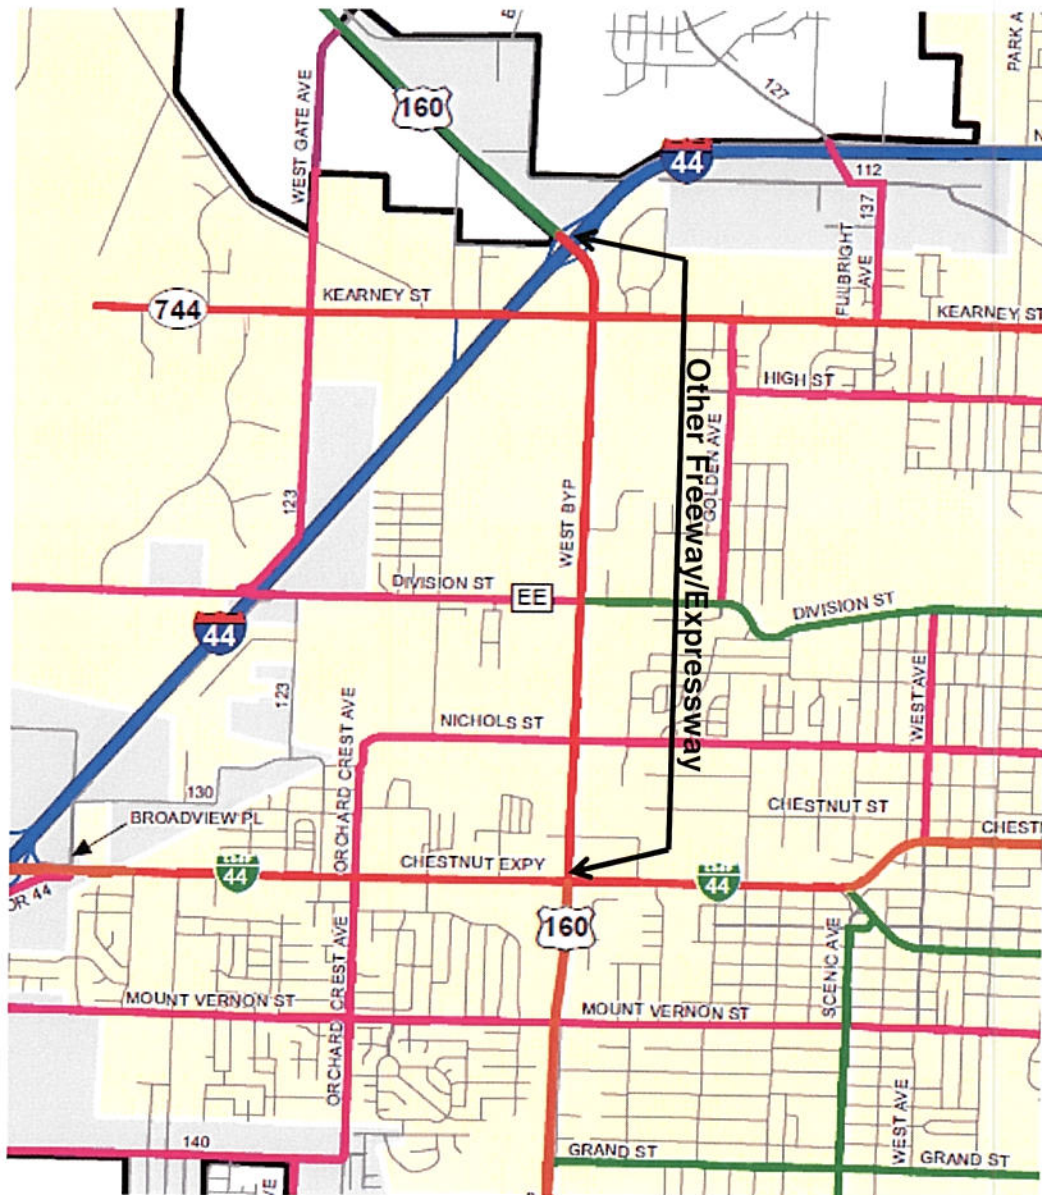 PARK A
127
160
WEST GATE AVE
44
112
137
FULBRIGHT
AVE
744
KEARNEY ST
KEARNEY ST
HIGH ST
GOLDEN AVE
Other Freeway/Expressway
123
WEST BYP
DIVISION ST
EE
DIVISION ST
44
123
WEST AVE
ORCHARD CREST AVE
NICHOLS ST
130
CHESTNUT ST
BROADVIEW PL
CHESTNUT EXPY
CHEST
44
44
OR 44
160
ORCHARD CREST AVE
SCENIC AVE
MOUNT VERNON ST
MOUNT VERNON ST
WEST AVE
140
GRAND ST
GRAND ST